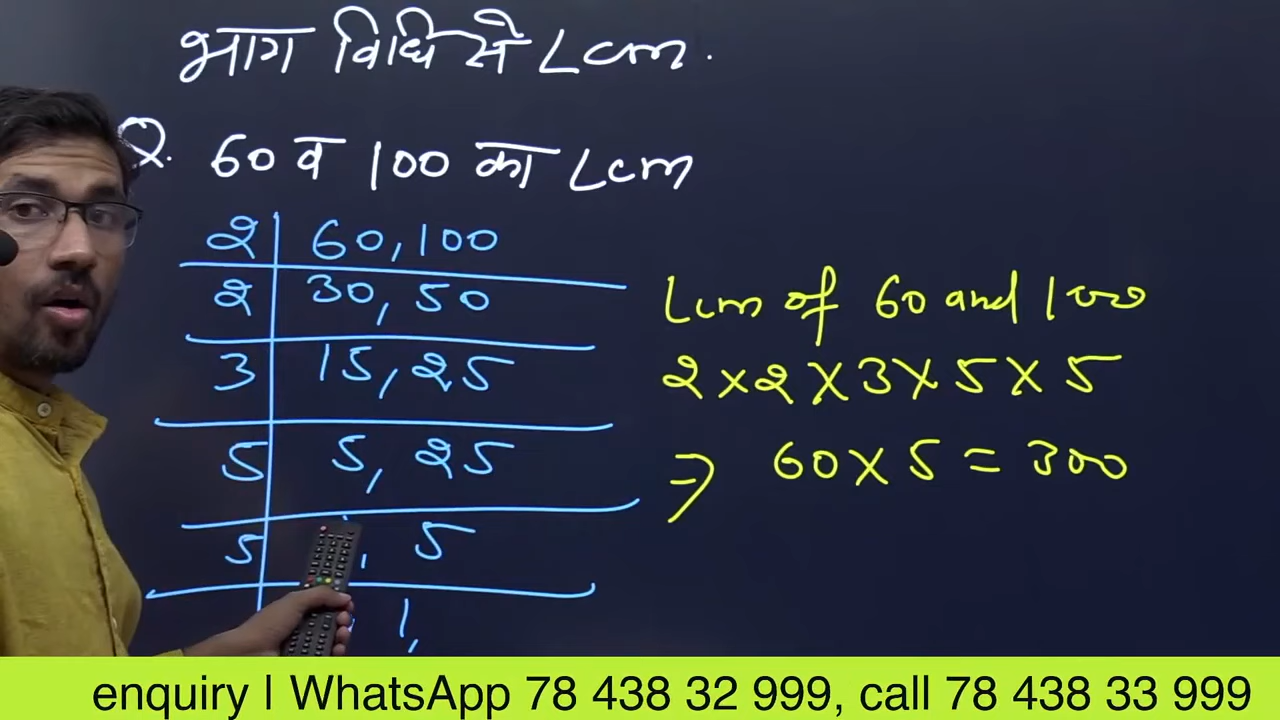 भाग विधि से Lcm.
Q. 60 व 100 का Lcm
2 | 60, 100
2 | 30, 50
3 | 15, 25
5 | 5, 25
5 | , 5
1,
Lcm of 60 and 100
2 × 2 × 3 × 5 × 5
⇒ 60 × 5 = 300
enquiry | WhatsApp 78 438 32 999, call 78 438 33 999